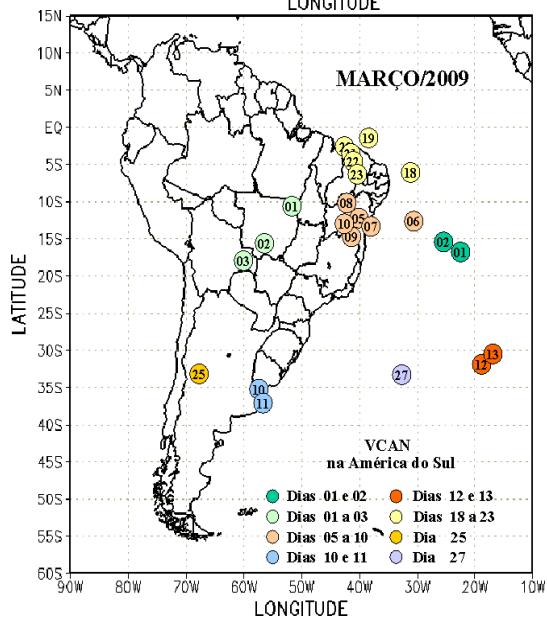 LONGITUDE
15N
10N
5N
EQ
5S
10S
15S
20S
25S
30S
35S
40S
45S
50S
55S
60S
LATITUDE
MARÇO/2009
19
22
23
18
08
05
10
13
09
06
02
01
01
02
03
13
12
25
27
10
11
VCAN
na América do Sul
Dias 01 e 02
Dias 12 e 13
Dias 01 a 03
Dias 18 a 23
Dias 05 a 10
Dia 25
Dias 10 e 11
Dia 27
90W 80W 70W 60W 50W 40W 30W 20W 10W
LONGITUDE